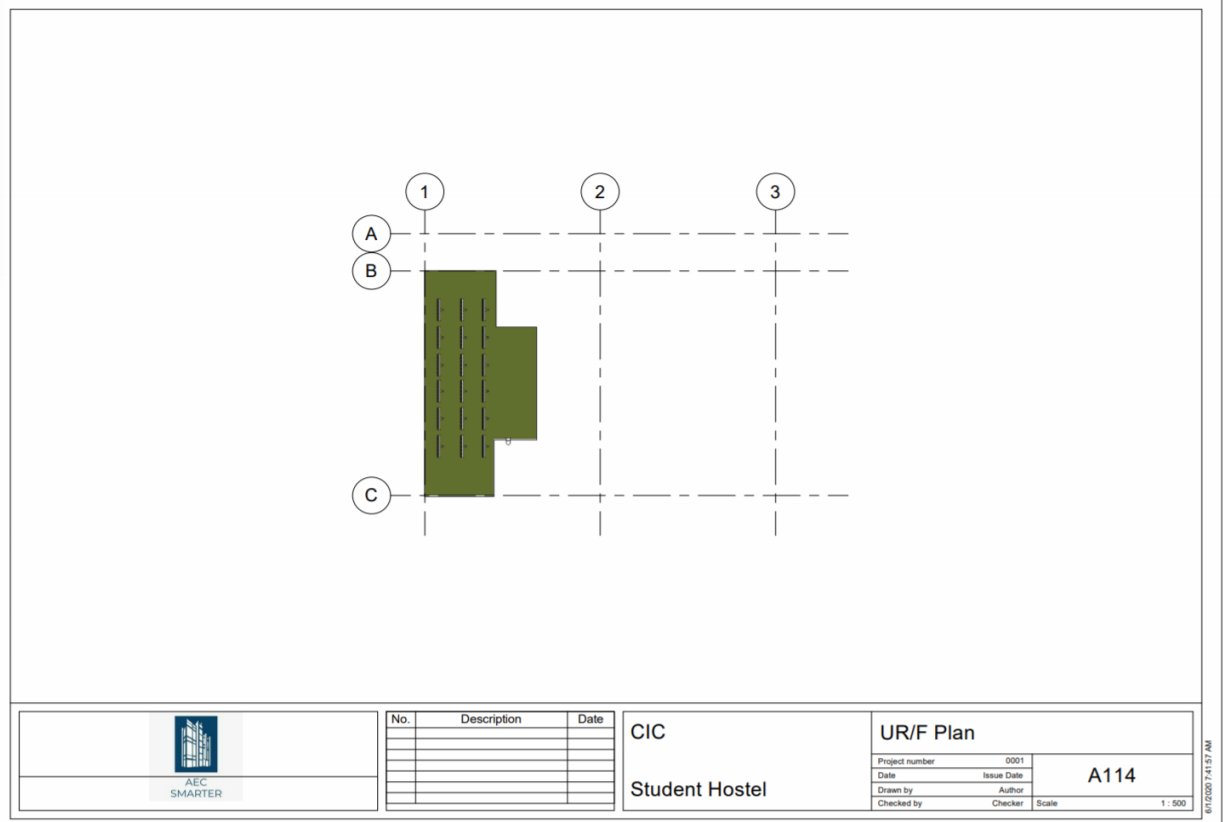 1
2
3
A
B
C
AEC
SMARTER
No. Description Date
CIC
Student Hostel
UR/F Plan
Project number 0001
Date Issue Date
Drawn by Author
Checked by Checker
A114
Scale 1 : 500
6/1/2020 7:41:57 AM